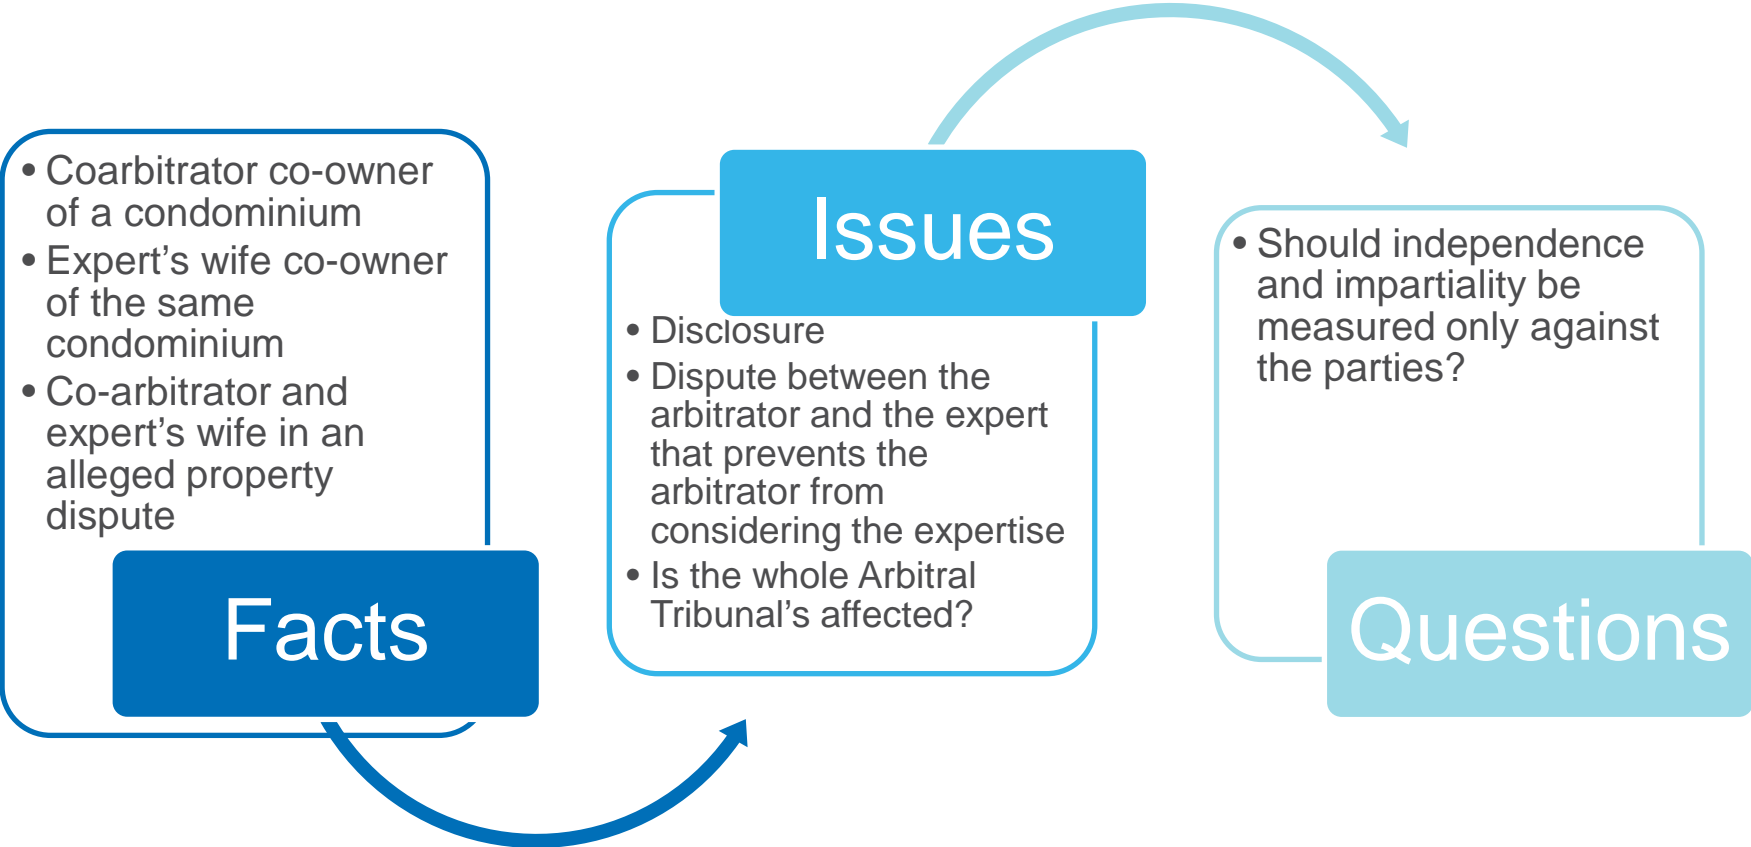 • Coarbitrator co-owner
of a condominium
• Expert’s wife co-owner
of the same
condominium
• Co-arbitrator and
expert’s wife in an
alleged property
dispute
Facts
Issues
• Disclosure
• Dispute between the
arbitrator and the expert
that prevents the
arbitrator from
considering the expertise
• Is the whole Arbitral
Tribunal’s affected?
• Should independence
and impartiality be
measured only against
the parties?
Questions